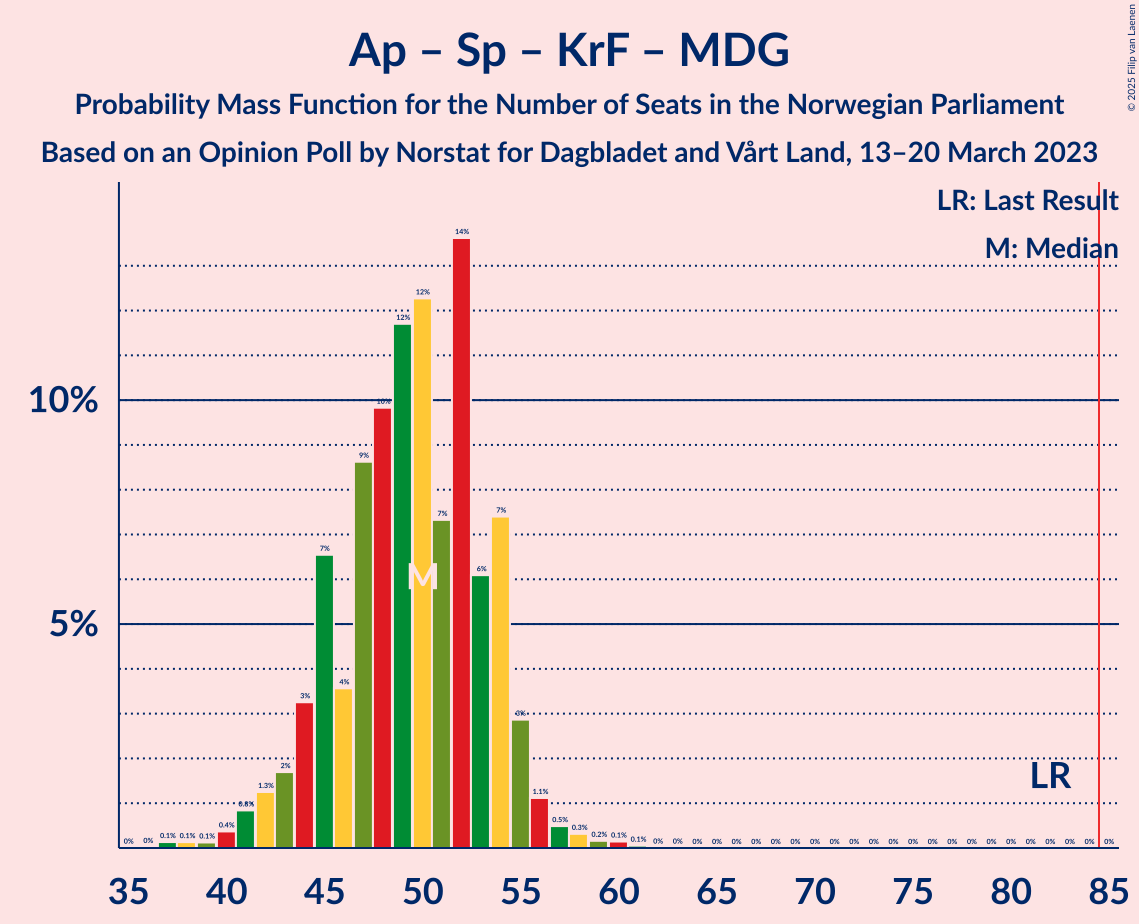 Ap – Sp – KrF – MDG
Probability Mass Function for the Number of Seats in the Norwegian Parliament
Based on an Opinion Poll by Norstat for Dagbladet and Vårt Land, 13–20 March 2023
© 2025 Filip van Laenen
LR: Last Result
M: Median
10%
5%
0% 0% 0.1% 0.1% 0.1% 0.4% 0.8% 1.3% 2% 3% 7% 4% 9% 10% 12% 12% 7% 14% 6% 7% 3% 1.1% 0.5% 0.3% 0.2% 0.1% 0.1% 0% 0% 0% 0% 0% 0% 0% 0% 0% 0% 0% 0% 0% 0% 0% 0% 0% 0% 0% 0% 0% 0% 0% 0%
M
LR
35 40 45 50 55 60 65 70 75 80 85